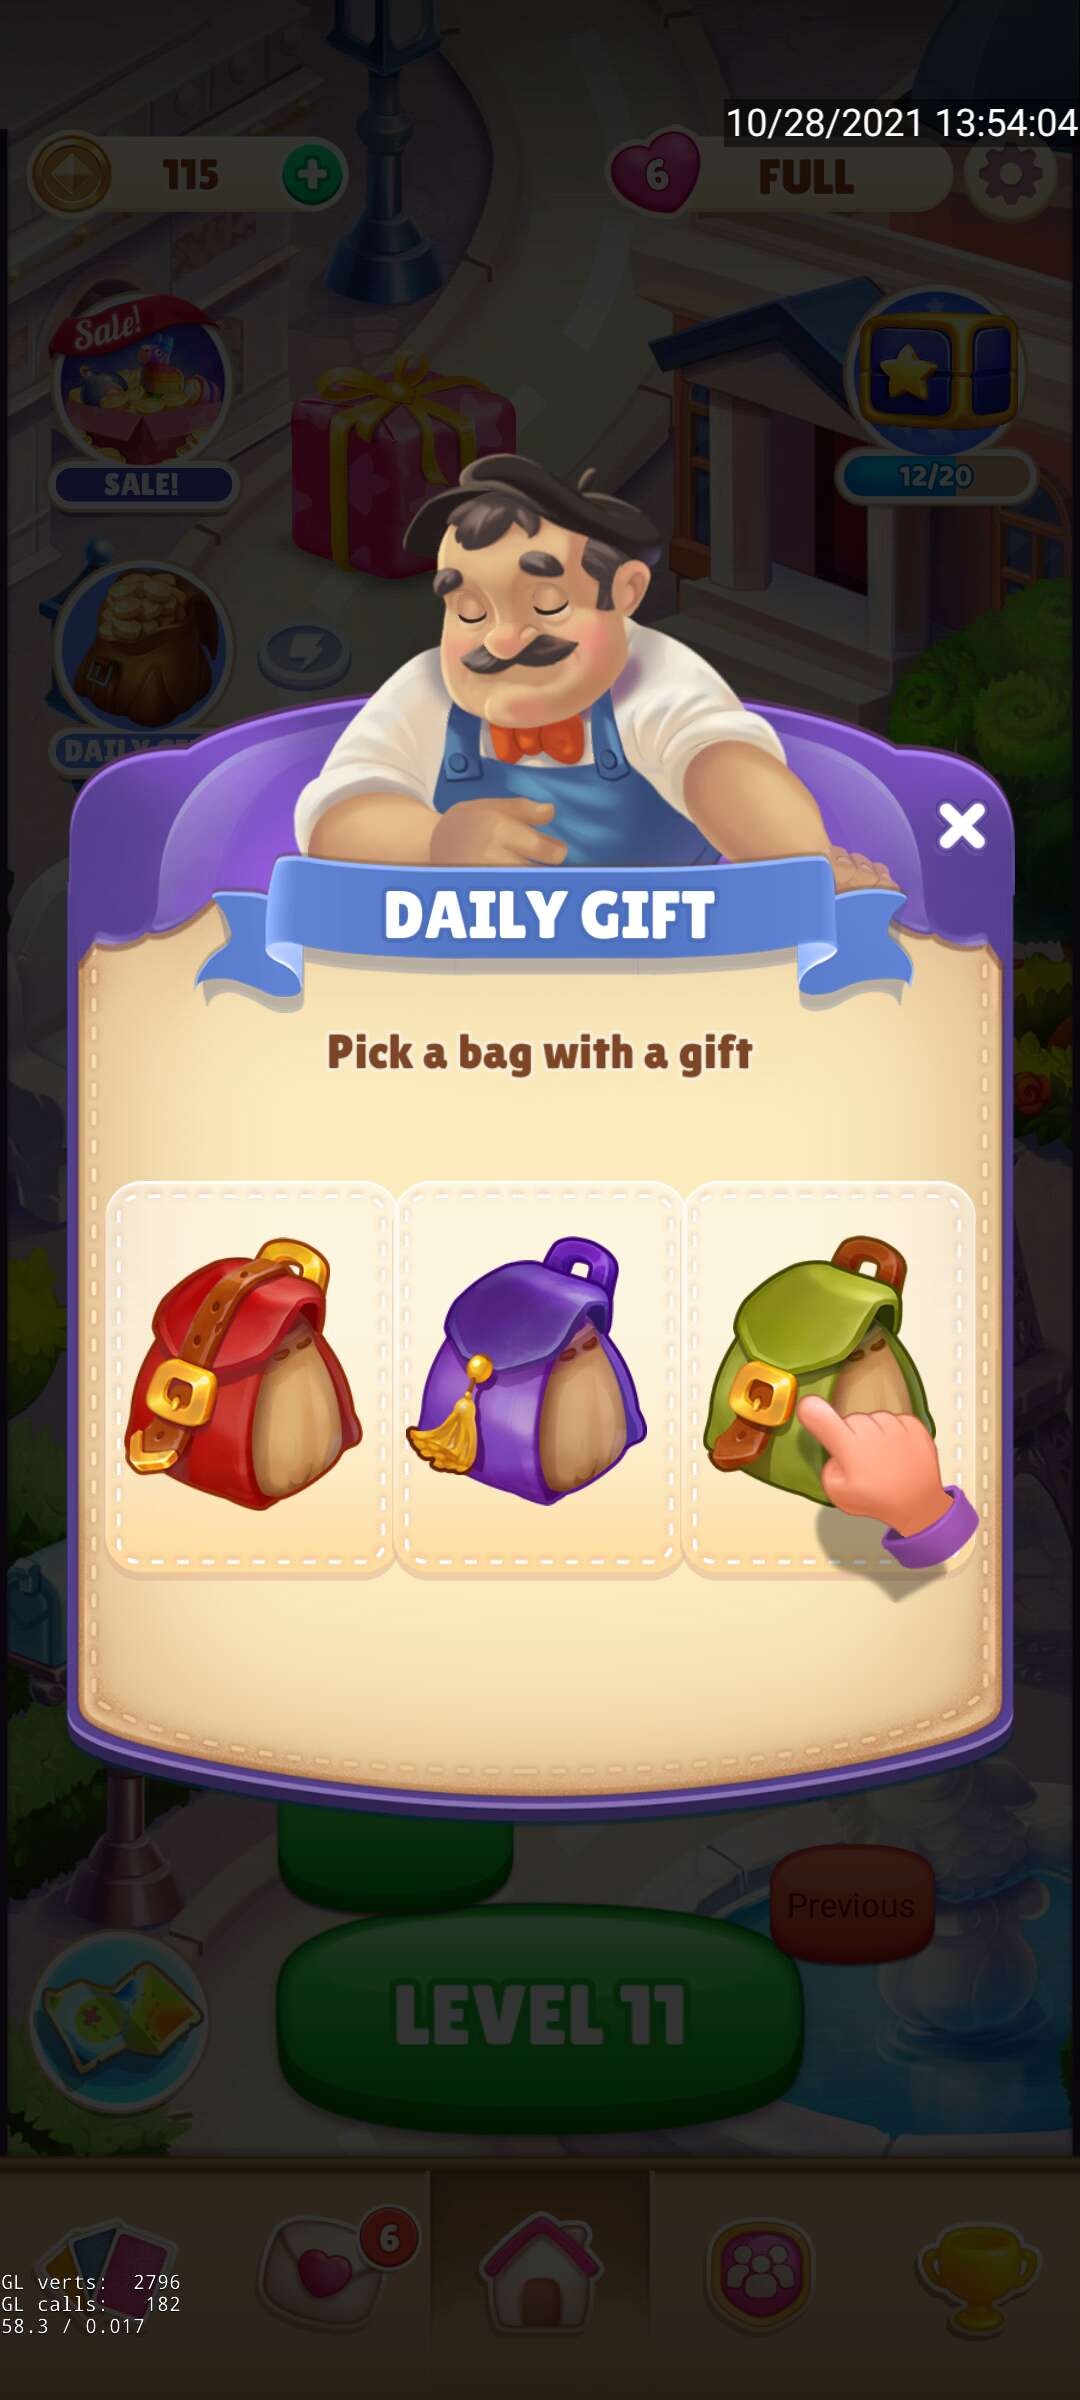 10/28/2021 13:54:04
115
6
FULL
Sale!
SALE!
12/20
DAILY
DAILY GIFT
Pick a bag with a gift
Previous
LEVEL 11
6
GL verts: 2796
GL calls: 182
58.3 / 0.017